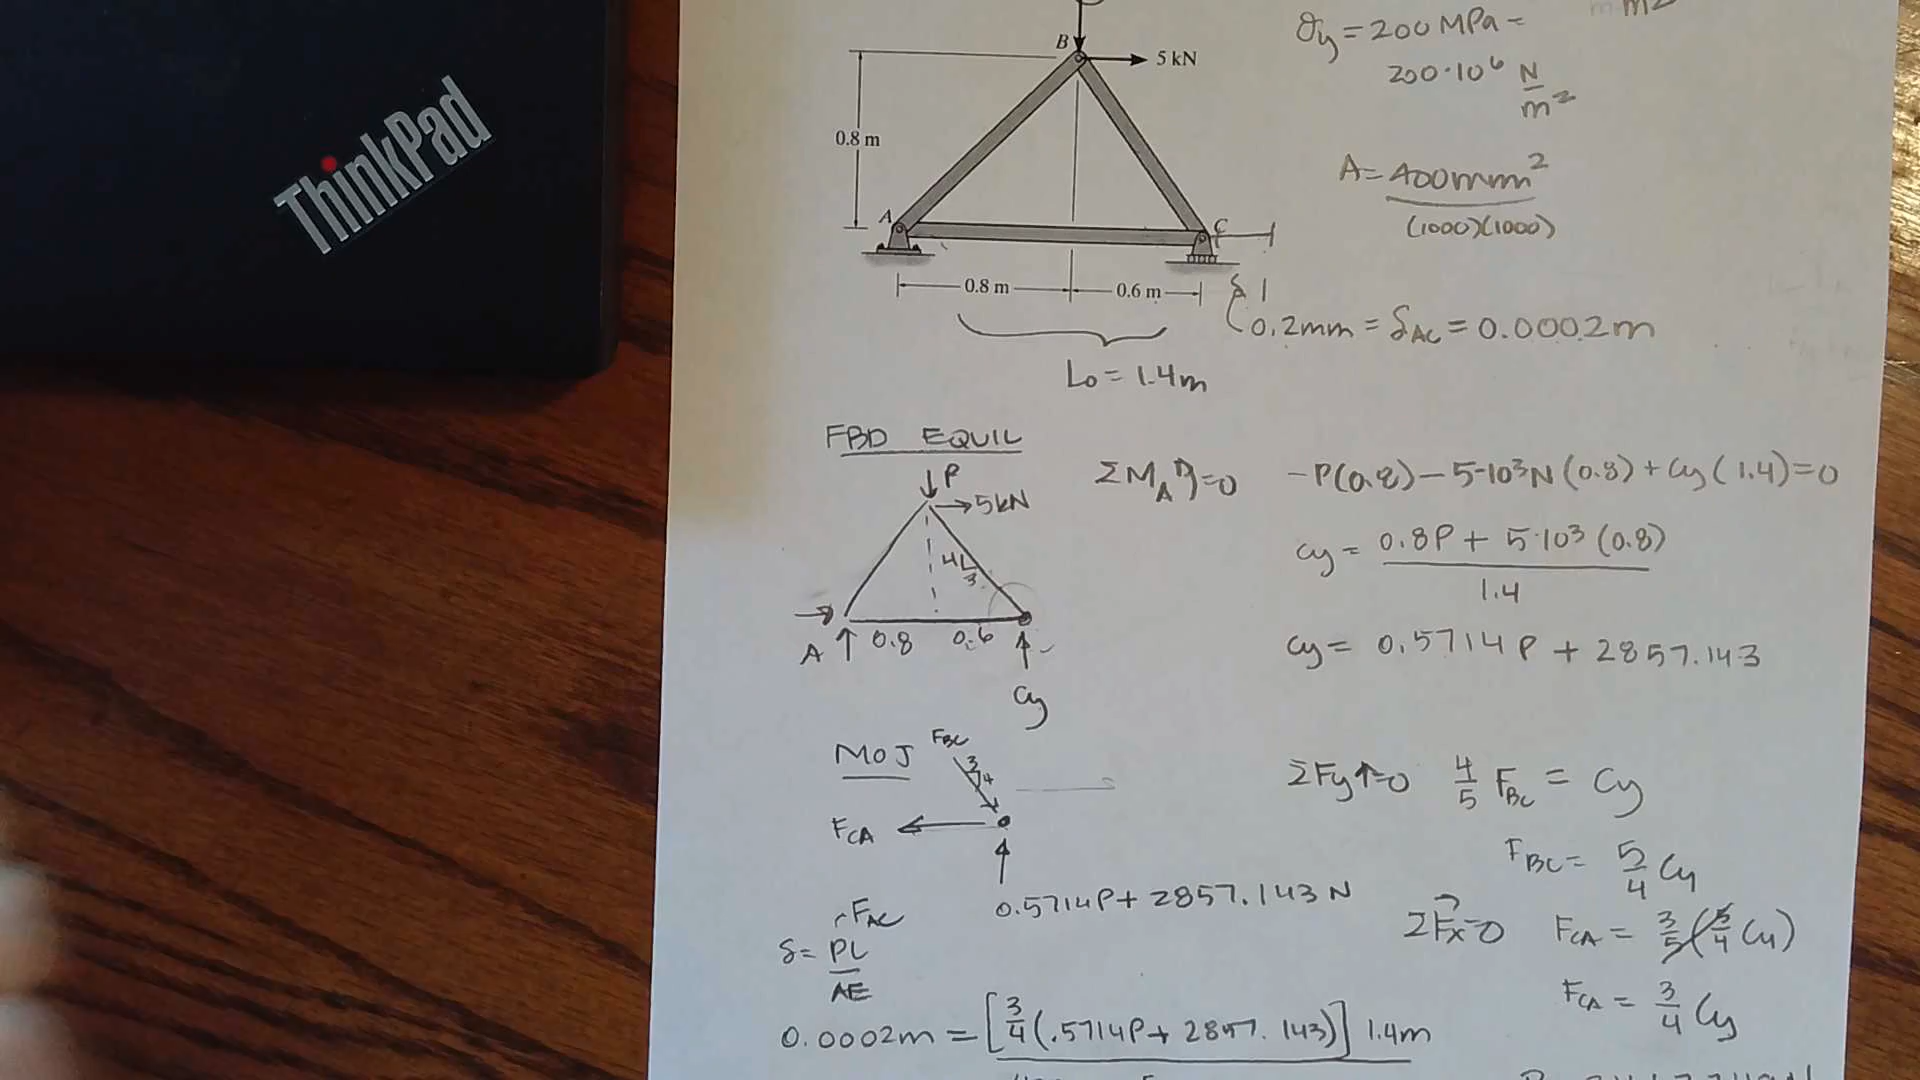 ThinkPad
B
5 kN
0.8 m
A
C
0.8 m
0.6 m
σy = 200 MPa =
200·10⁶ N/m²
A = 400mm² / (1000)(1000)
0.2mm = δAC = 0.0002m
L0 = 1.4m
FBD EQUIL
P
5kN
4
3
A
0.8
0.6
Cy
ΣMA = 0
-P(0.8) - 5·10³N (0.8) + Cy (1.4) = 0
Cy = 0.8P + 5·10³ (0.8) / 1.4
Cy = 0.5714P + 2857.143
MOJ
FBC
3
4
FCA
0.5714P + 2857.143 N
ΣFy↑=0
4/5 FBC = Cy
FBC = 5/4 Cy
ΣFx=0
FCA = 3/5 (5/4 Cy)
FCA = 3/4 Cy
FAC
δ = PL / AE
0.0002m = [3/4 (.5714P + 2857.143)] 1.4m